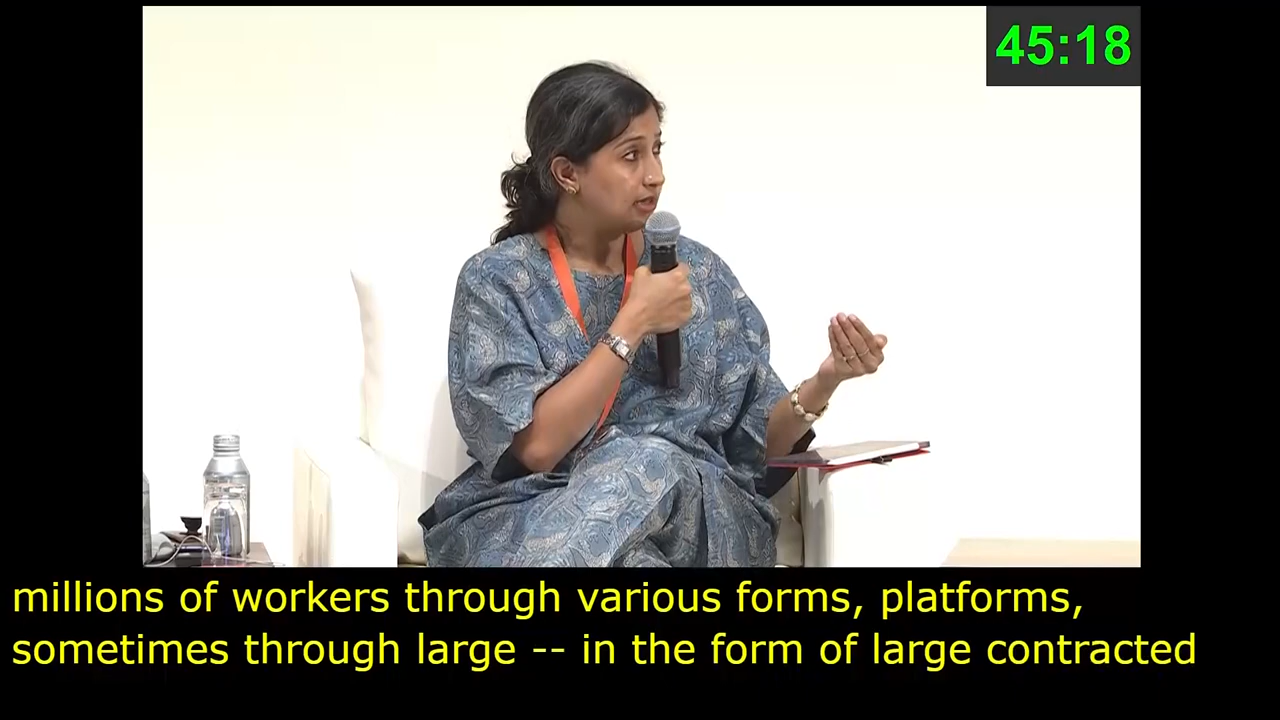 45:18
millions of workers through various forms, platforms,
sometimes through large -- in the form of large contracted